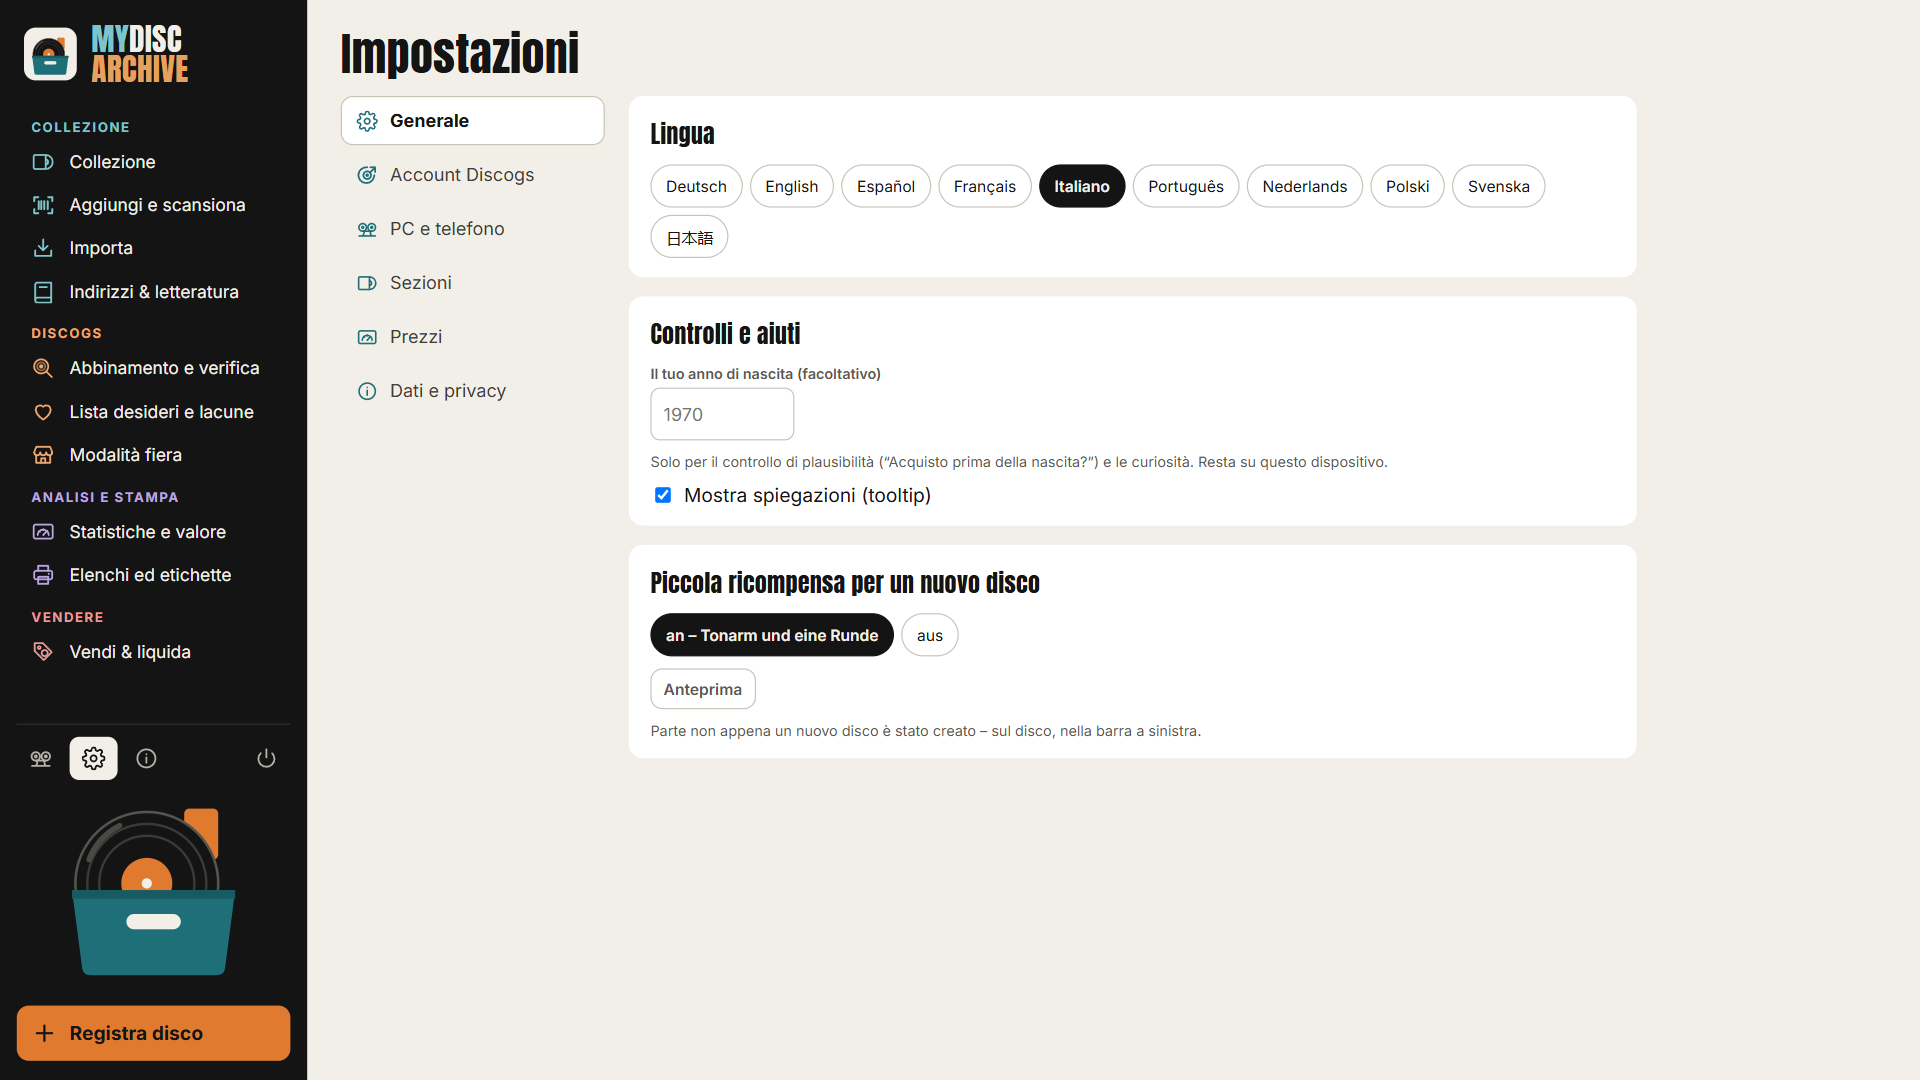 MYDISC
ARCHIVE
COLLEZIONE
Collezione
Aggiungi e scansiona
Importa
Indirizzi & letteratura
DISCOGS
Abbinamento e verifica
Lista desideri e lacune
Modalità fiera
ANALISI E STAMPA
Statistiche e valore
Elenchi ed etichette
VENDERE
Vendi & liquida
Registra disco
Impostazioni
Generale
Account Discogs
PC e telefono
Sezioni
Prezzi
Dati e privacy
Lingua
Deutsch English Español Français Italiano Português Nederlands Polski Svenska
日本語
Controlli e aiuti
Il tuo anno di nascita (facoltativo)
1970
Solo per il controllo di plausibilità (“Acquisto prima della nascita?”) e le curiosità. Resta su questo dispositivo.
Mostra spiegazioni (tooltip)
Piccola ricompensa per un nuovo disco
an – Tonarm und eine Runde aus
Anteprima
Parte non appena un nuovo disco è stato creato – sul disco, nella barra a sinistra.